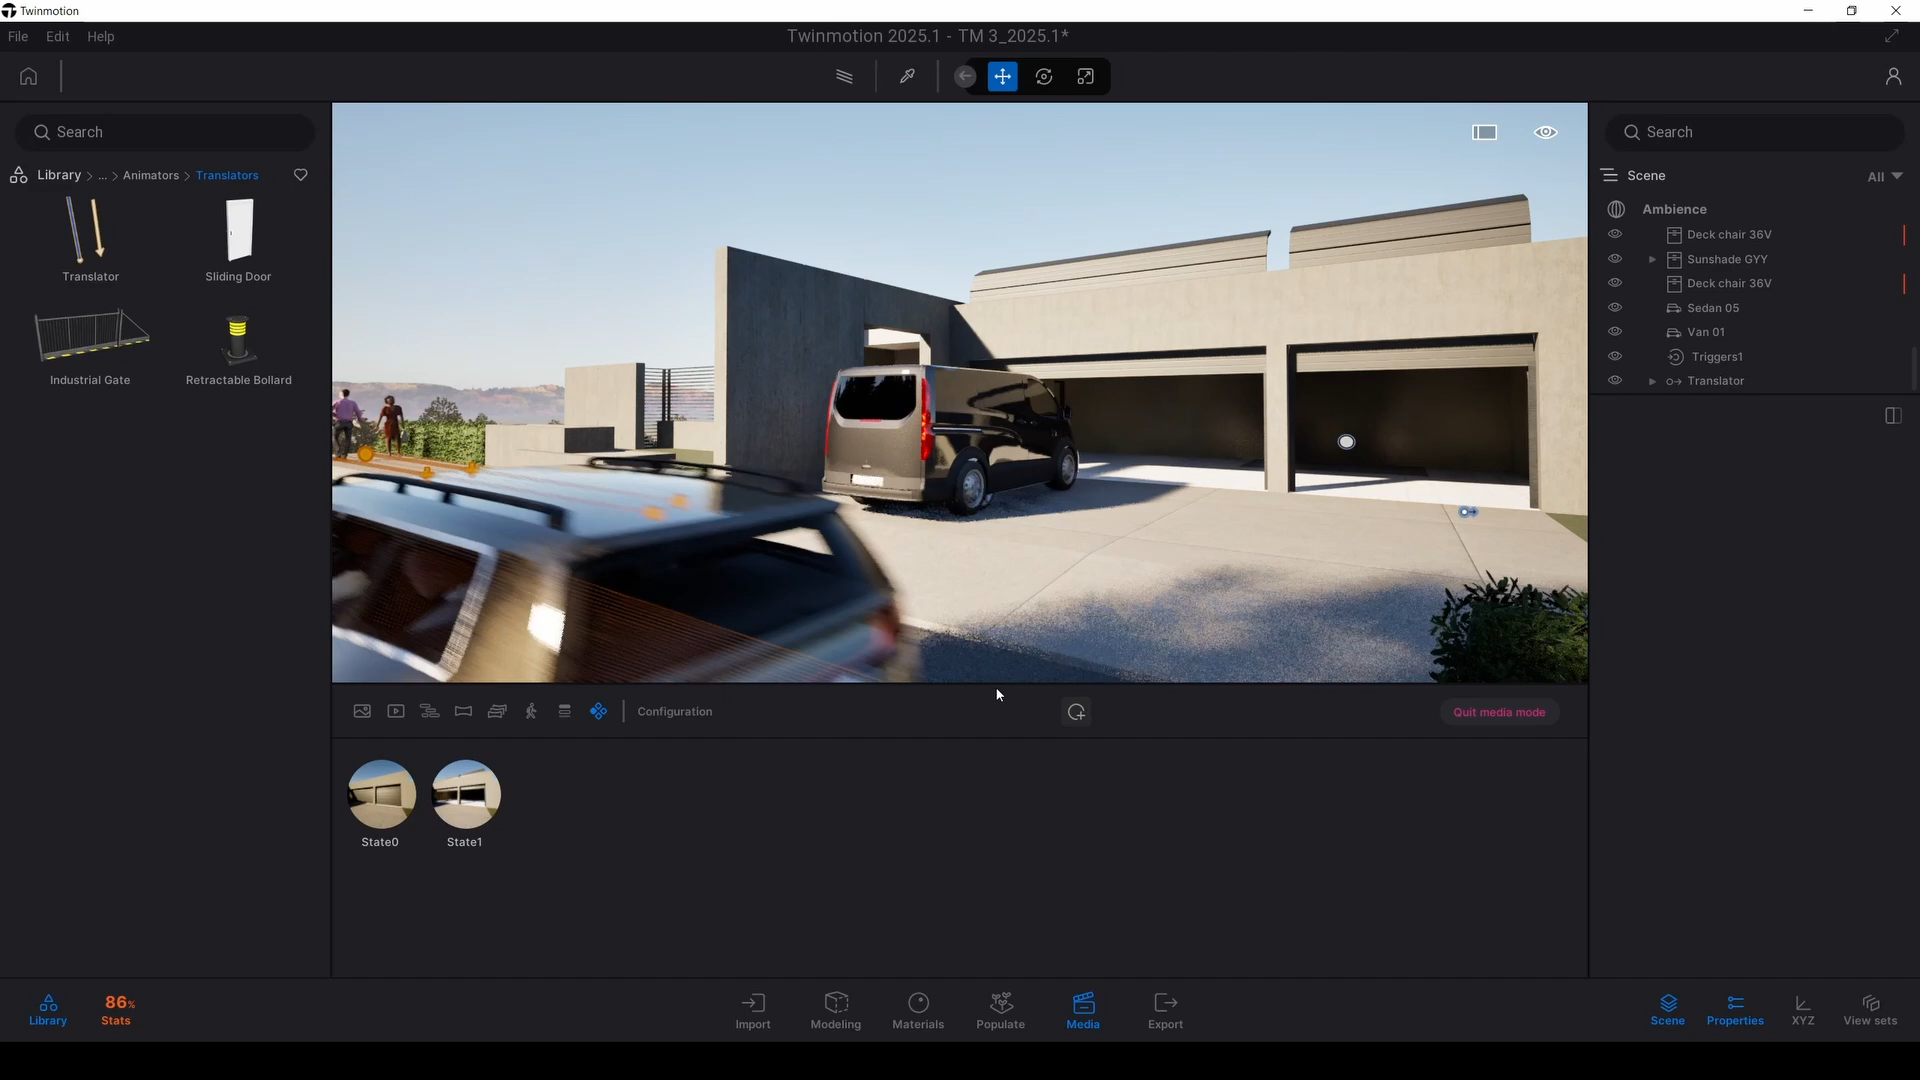 Twinmotion
File Edit Help
Twinmotion 2025.1 - TM 3_2025.1*
Search
Library > ... > Animators > Translators
Translator
Sliding Door
Industrial Gate
Retractable Bollard
Search
Scene
All
Ambience
Deck chair 36V
Sunshade GYY
Deck chair 36V
Sedan 05
Van 01
Triggers1
Translator
Configuration
Quit media mode
State0
State1
Library
86%
Stats
Import
Modeling
Materials
Populate
Media
Export
Scene
Properties
XYZ
View sets